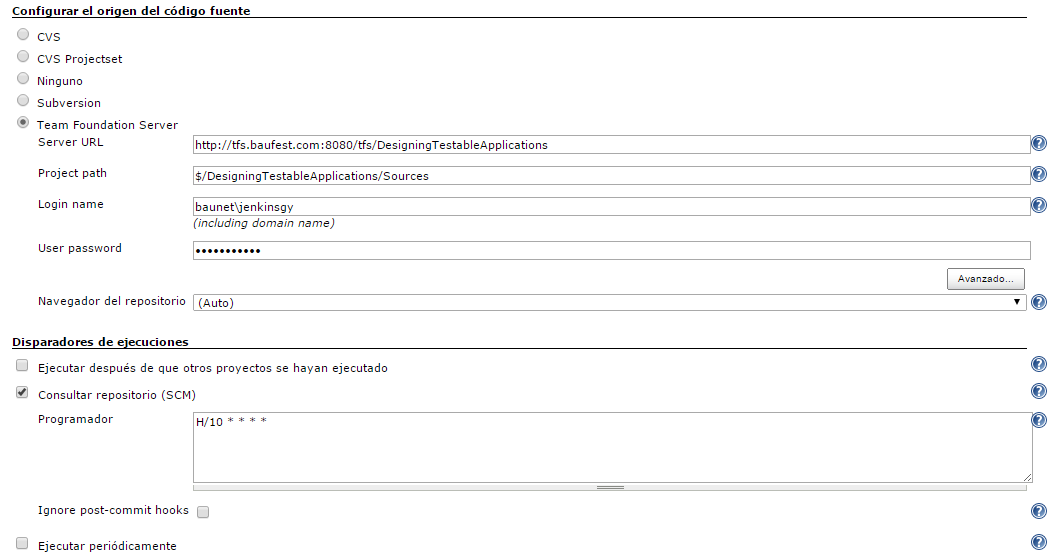 Configurar el origen del código fuente
CVS
CVS Projectset
Ninguno
Subversion
Team Foundation Server
Server URL
http://tfs.baufest.com:8080/tfs/DesigningTestableApplications
Project path
$/DesigningTestableApplications/Sources
Login name
baunet\jenkinsgy
(including domain name)
User password
•••••••••••
Avanzado...
Navegador del repositorio
(Auto)
Disparadores de ejecuciones
Ejecutar después de que otros proyectos se hayan ejecutado
Consultar repositorio (SCM)
Programador
H/10 * * * *
Ignore post-commit hooks
Ejecutar periódicamente